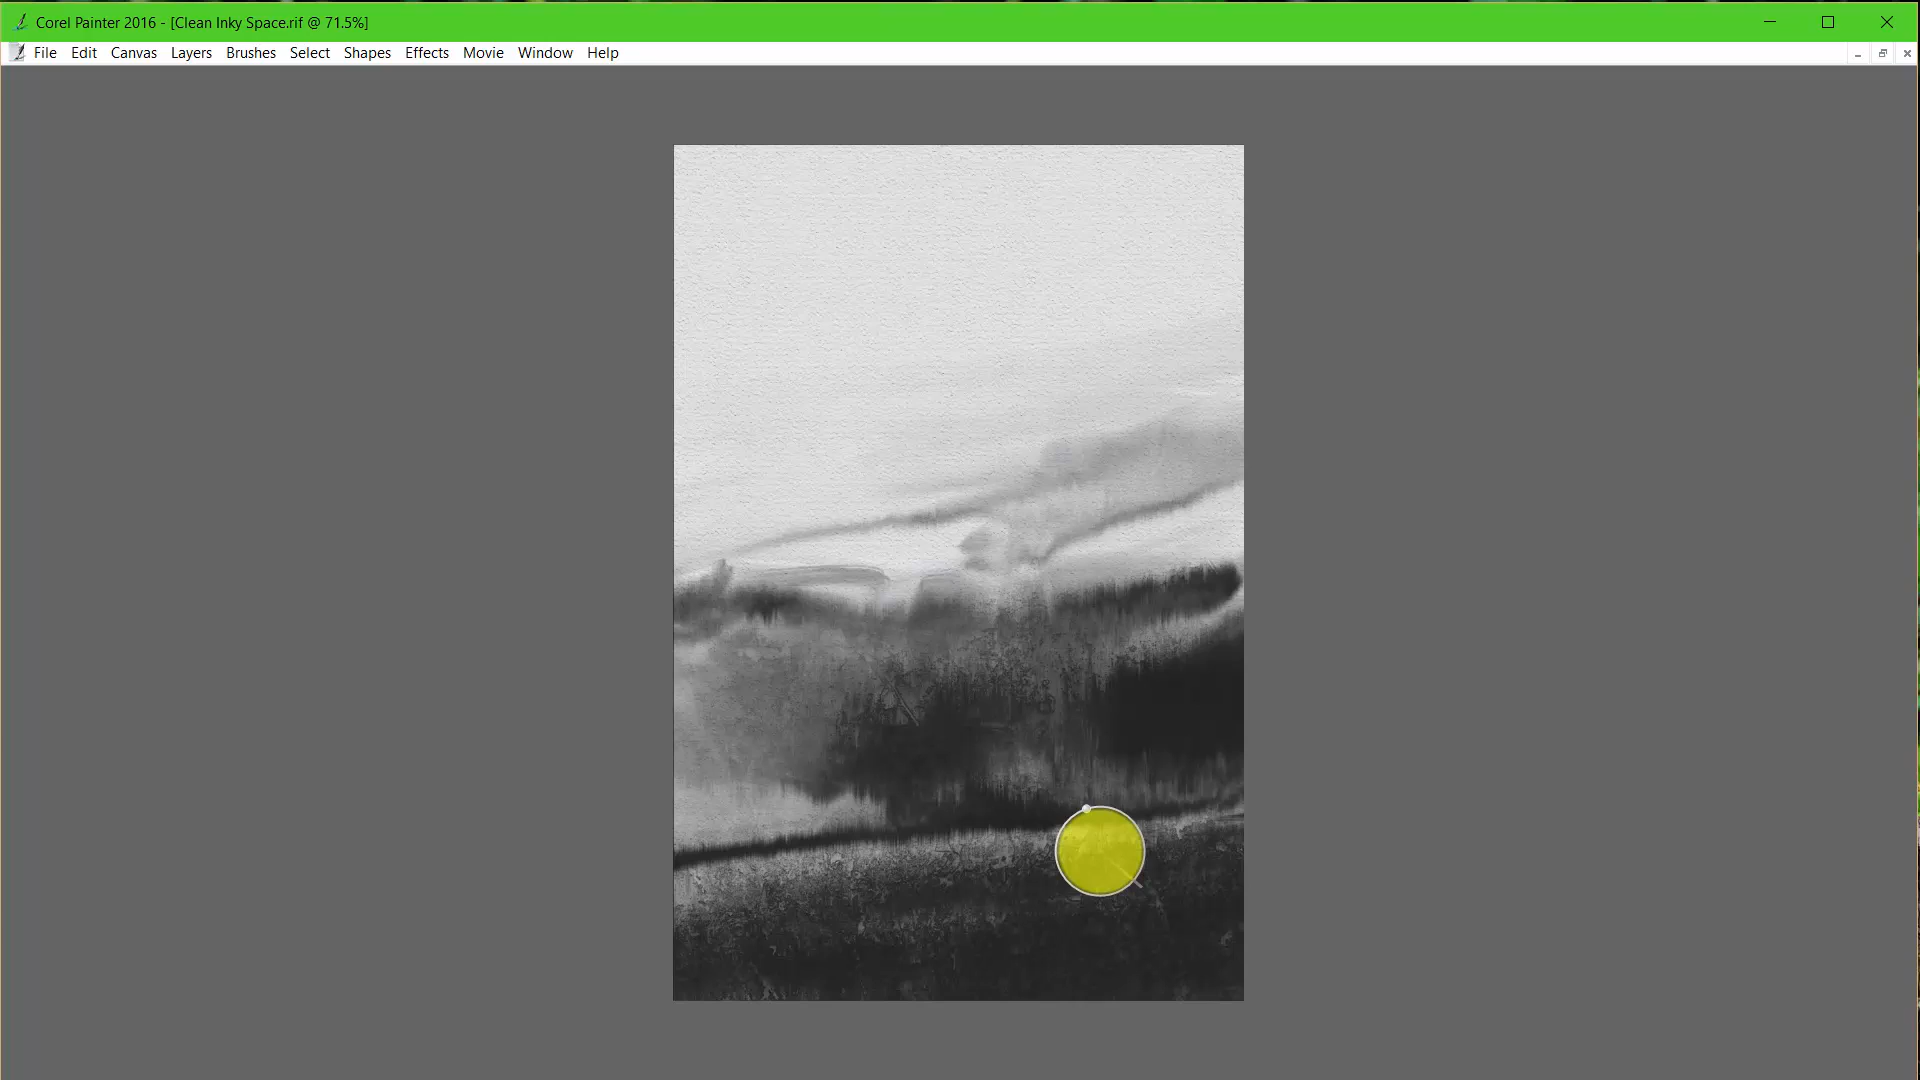 Corel Painter 2016 - [Clean Inky Space.rif @ 71.5%]
File Edit Canvas Layers Brushes Select Shapes Effects Movie Window Help